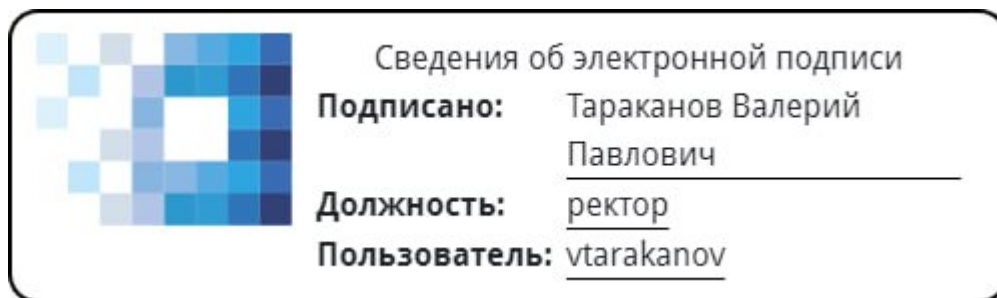 Сведения об электронной подписи
Подписано: Тараканов Валерий
Павлович
Должность: ректор
Пользователь: vtarakanov